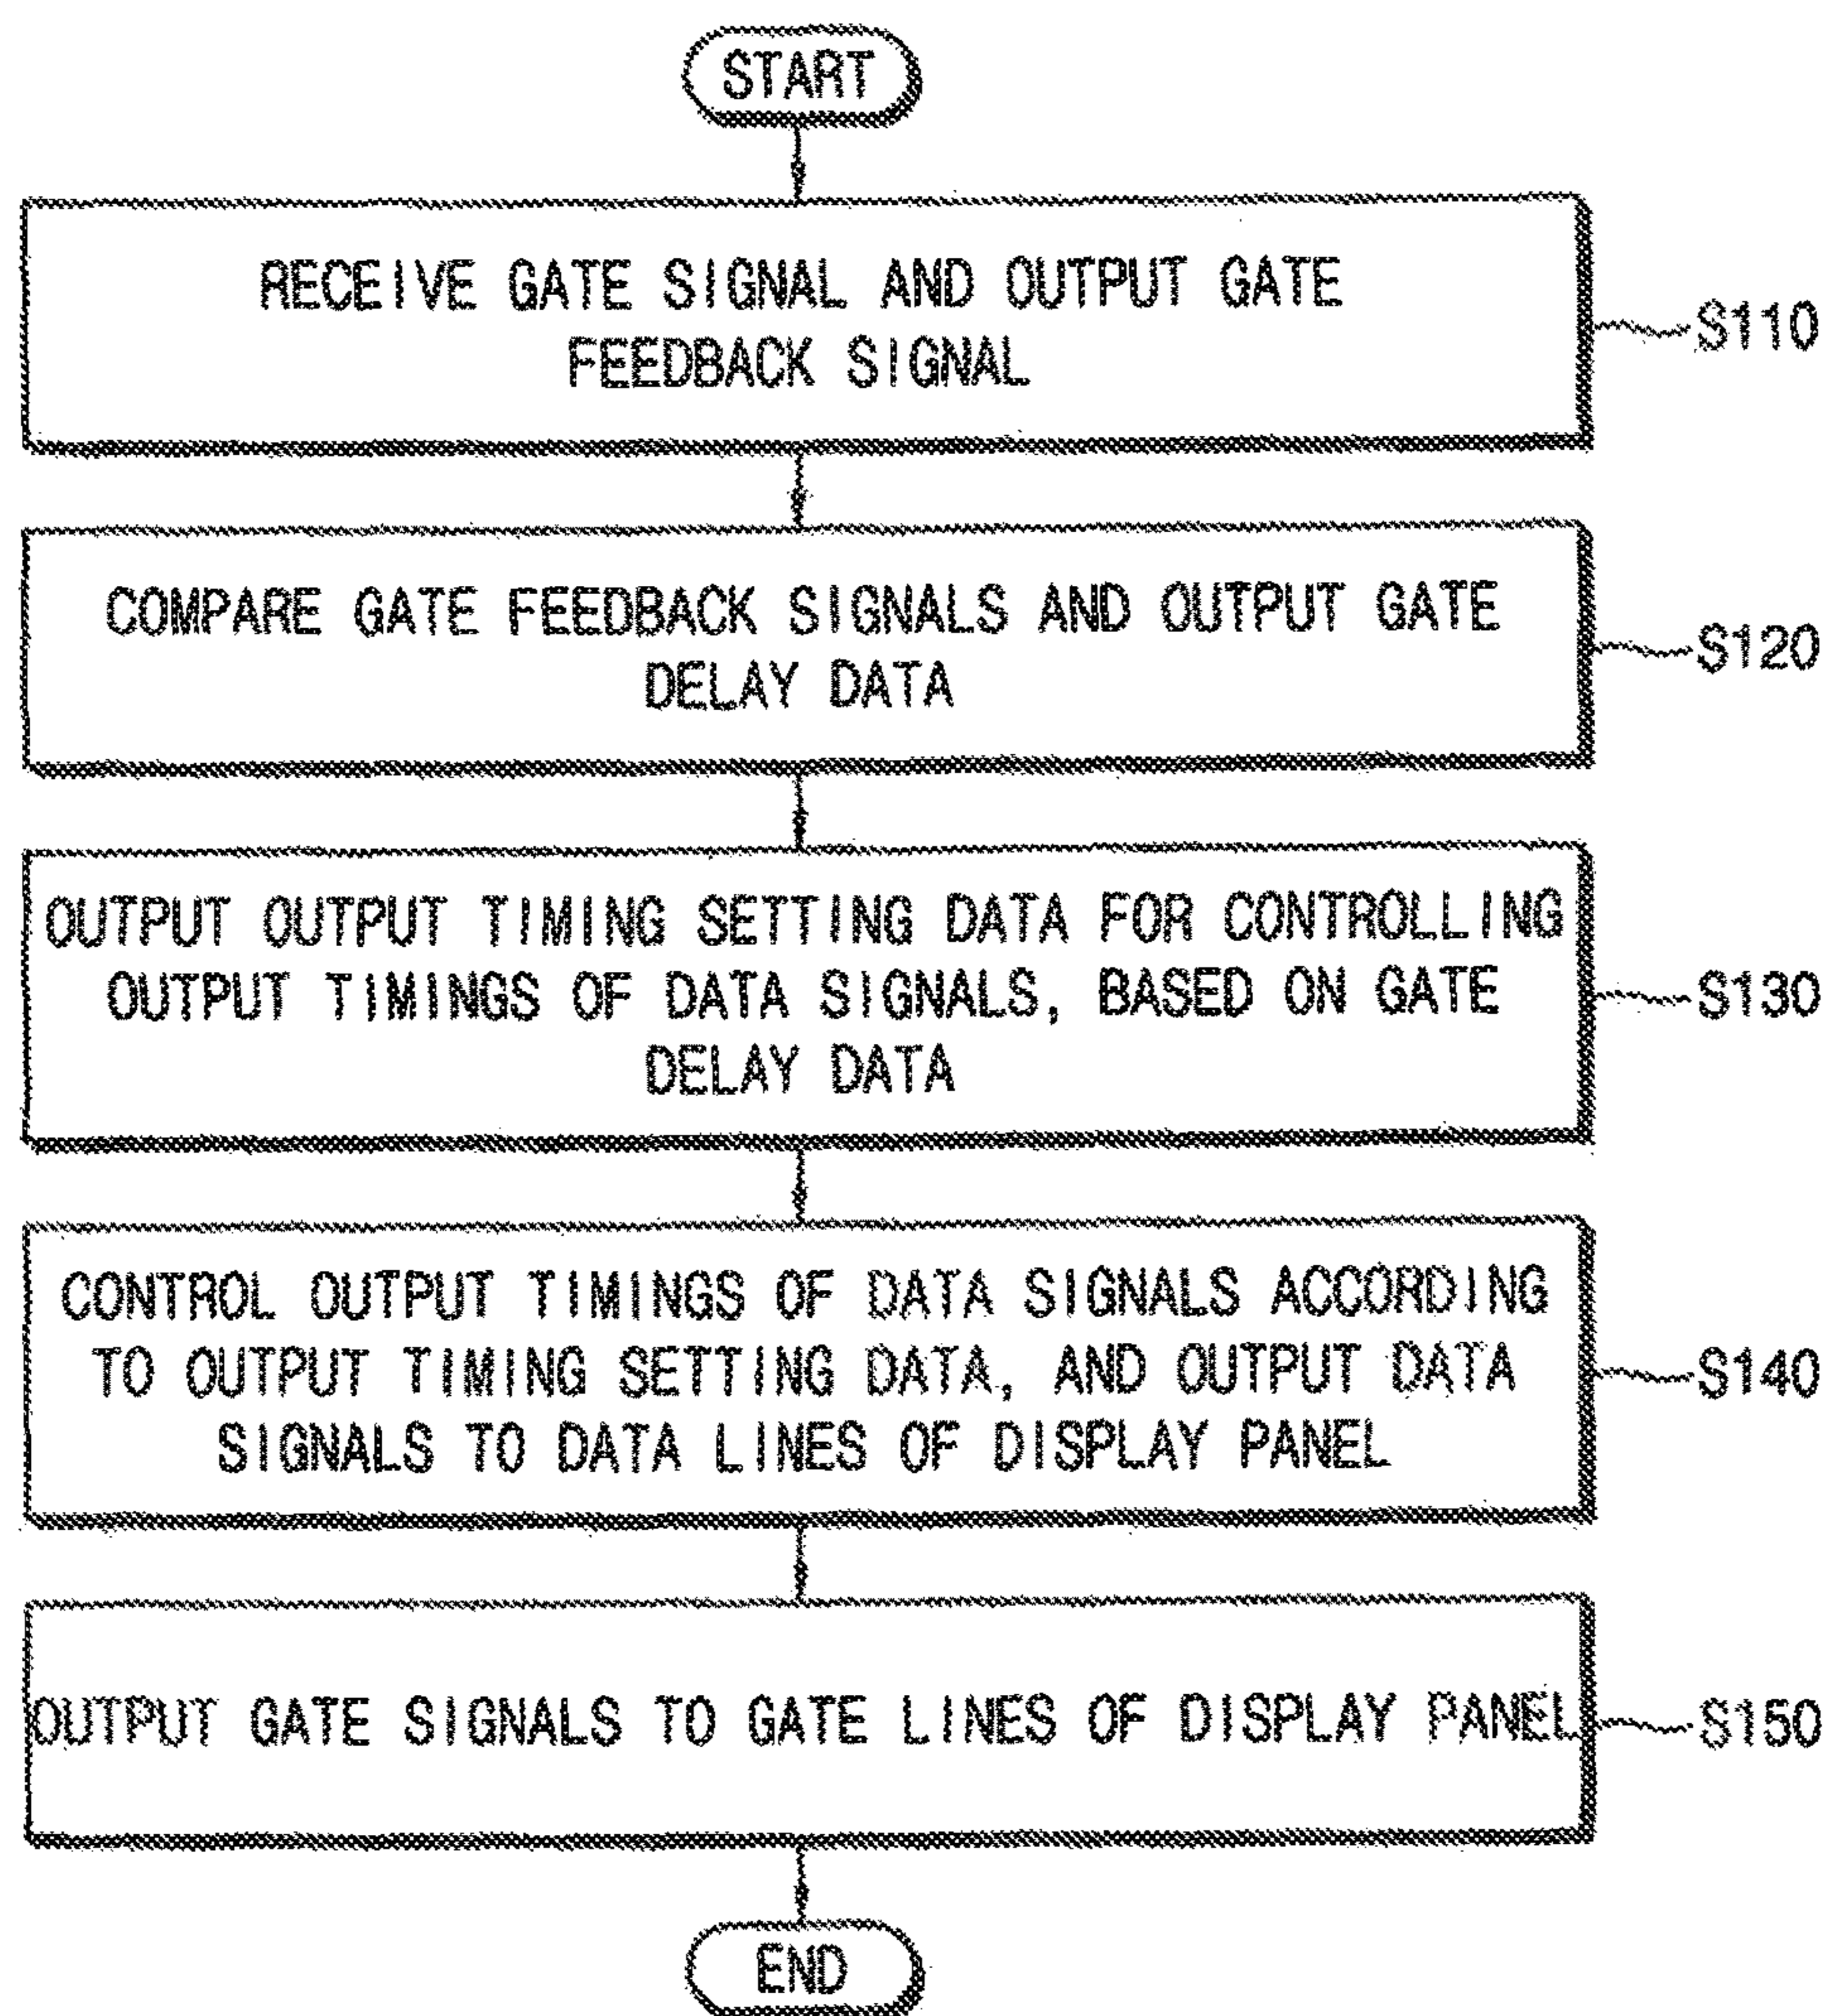 START
RECEIVE GATE SIGNAL AND OUTPUT GATE
FEEDBACK SIGNAL
S110
COMPARE GATE FEEDBACK SIGNALS AND OUTPUT GATE
DELAY DATA
S120
OUTPUT OUTPUT TIMING SETTING DATA FOR CONTROLLING
OUTPUT TIMINGS OF DATA SIGNALS, BASED ON GATE
DELAY DATA
S130
CONTROL OUTPUT TIMINGS OF DATA SIGNALS ACCORDING
TO OUTPUT TIMING SETTING DATA, AND OUTPUT DATA
SIGNALS TO DATA LINES OF DISPLAY PANEL
S140
OUTPUT GATE SIGNALS TO GATE LINES OF DISPLAY PANEL
S150
END